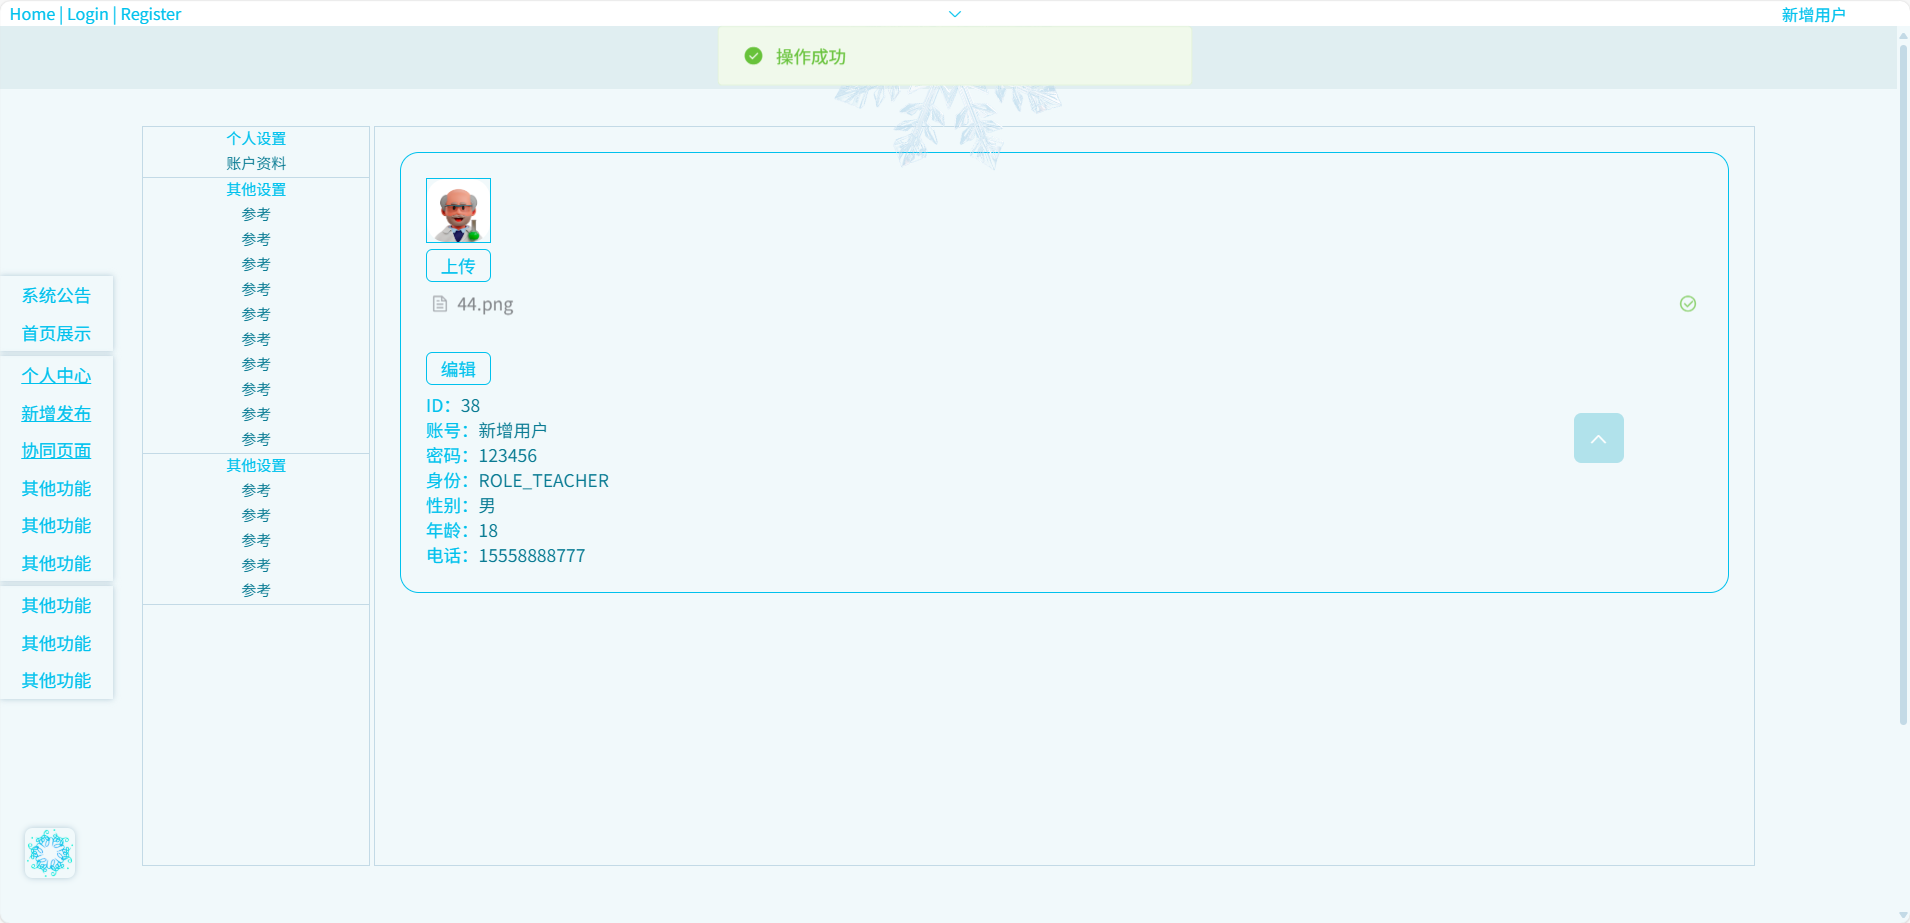 Home | Login | Register
新增用户
操作成功
个人设置
账户资料
其他设置
参考
参考
参考
参考
参考
参考
参考
参考
参考
参考
其他设置
参考
参考
参考
参考
参考
系统公告
首页展示
个人中心
新增发布
协同页面
其他功能
其他功能
其他功能
其他功能
其他功能
其他功能
上传
44.png
编辑
ID：38
账号：新增用户
密码：123456
身份：ROLE_TEACHER
性别：男
年龄：18
电话：15558888777